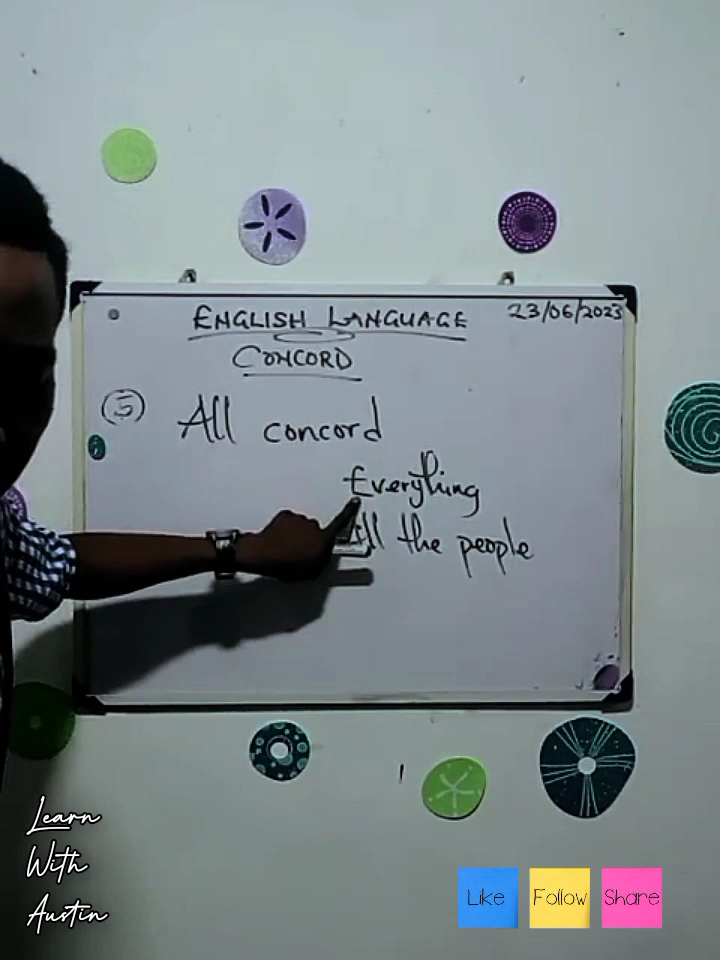 ENGLISH LANGUAGE 23/06/2023
CONCORD
(5) All concord
Everything
All the people
Learn
With
Austin
Like Follow Share